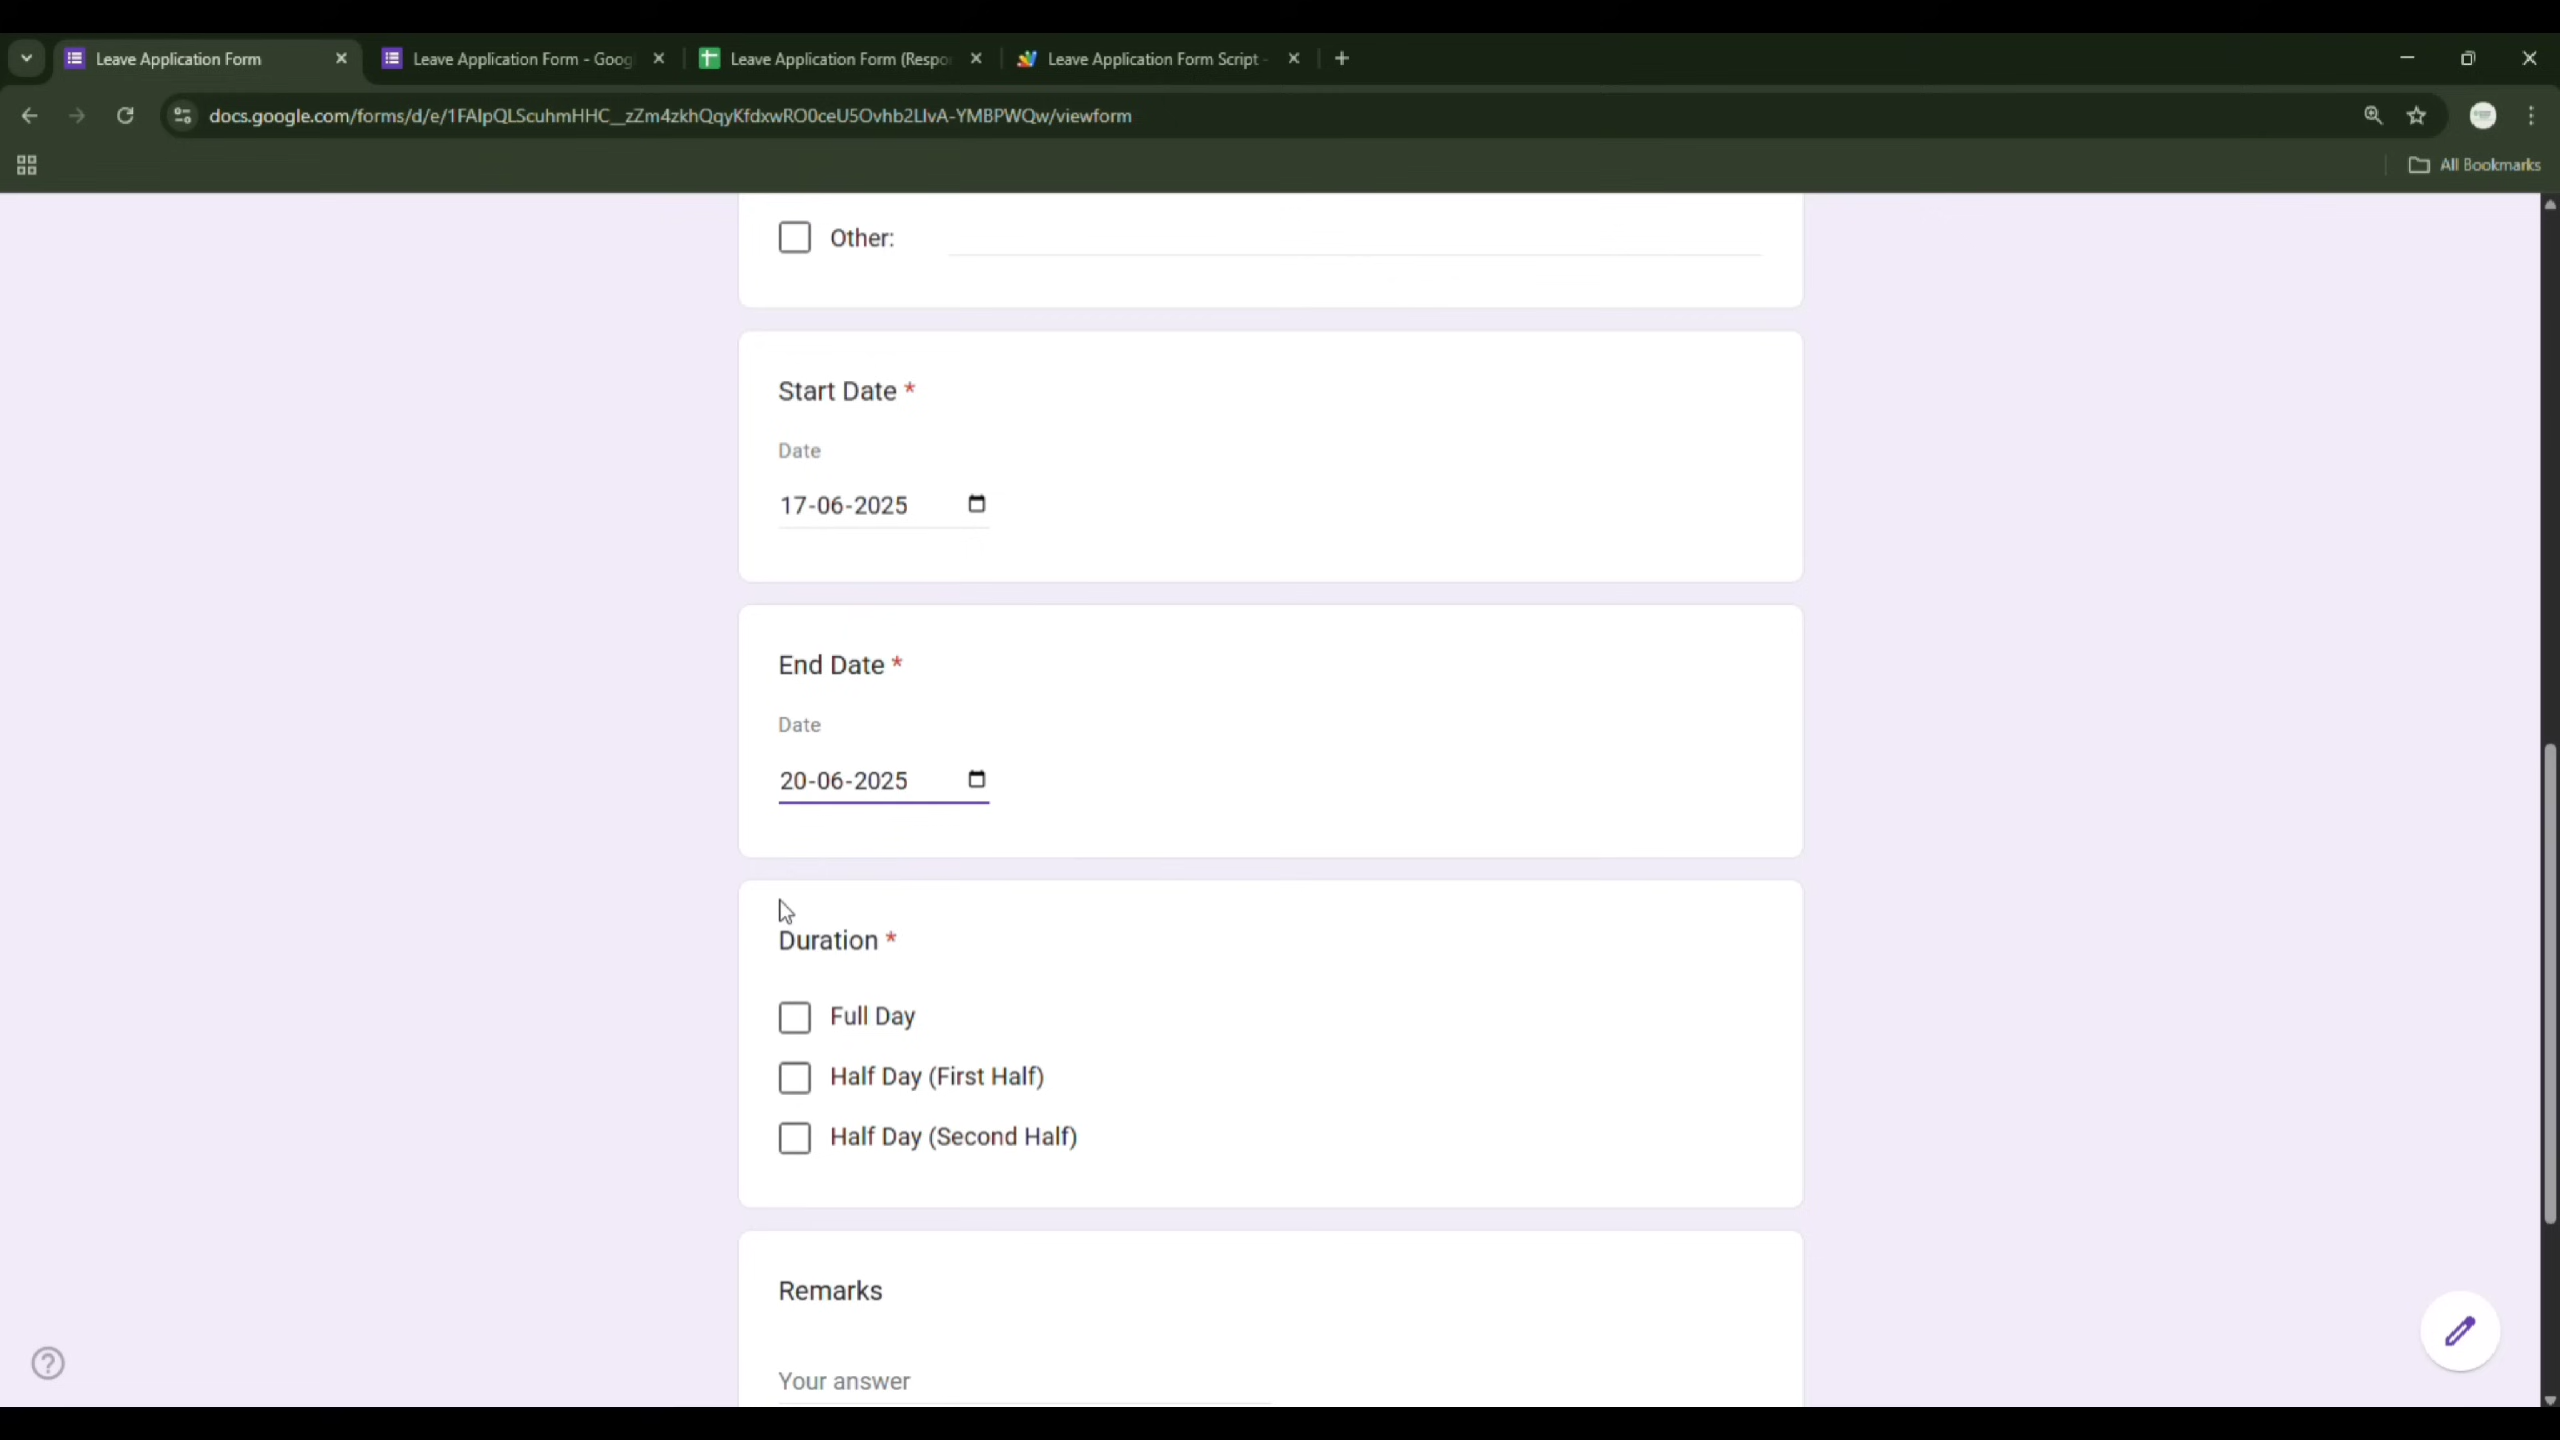 Leave Application Form
Leave Application Form - Goog
Leave Application Form (Respo
Leave Application Form Script -
docs.google.com/forms/d/e/1FAIpQLScuhmHHC__zZm4zkhQqyKfdxwRO0ceU5Ovhb2LIvA-YMBPWQw/viewform
All Bookmarks
Other:
Start Date *
Date
17-06-2025
End Date *
Date
20-06-2025
Duration *
Full Day
Half Day (First Half)
Half Day (Second Half)
Remarks
Your answer